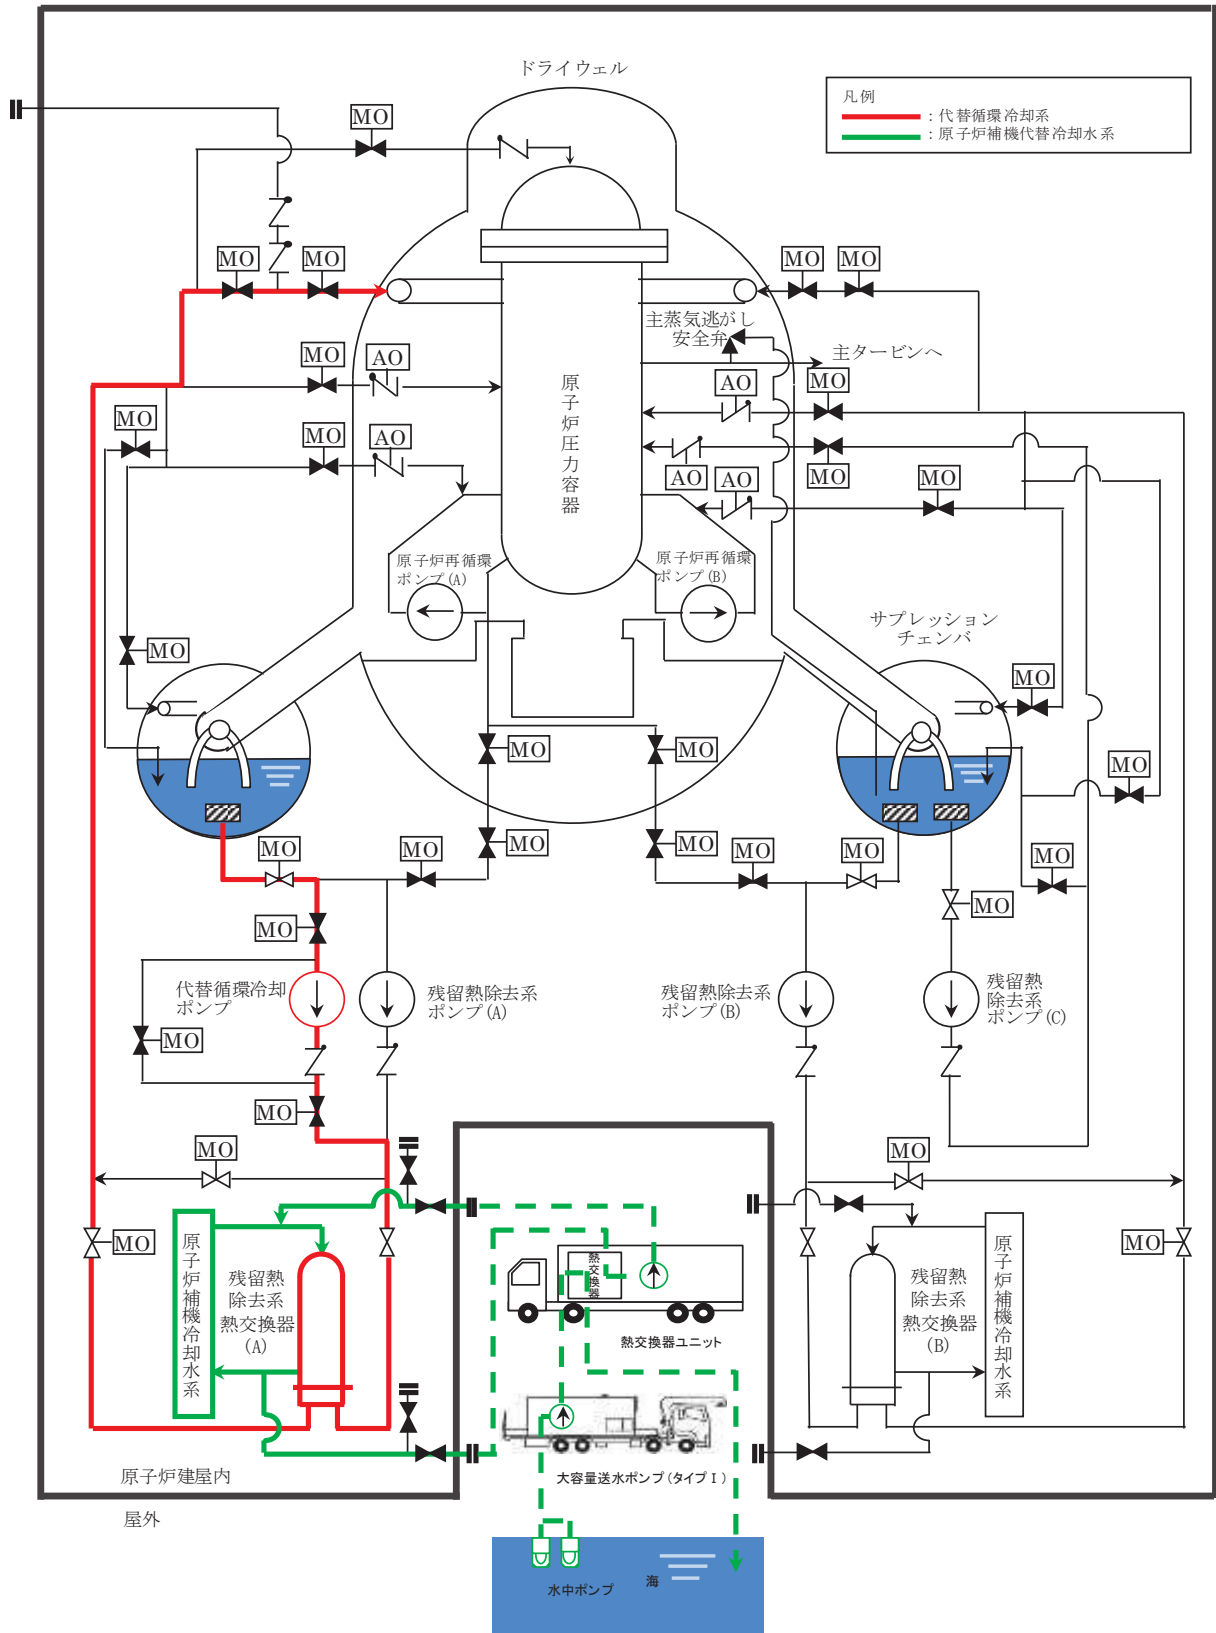 ドライウェル
凡例
：代替循環冷却系
：原子炉補機代替冷却水系
MO
MO
MO
MO
MO
主蒸気逃がし
安全弁
主タービンへ
MO
AO
MO
AO
MO
MO
AO
AO
MO
AO
MO
MO
原子炉圧力容器
原子炉再循環
ポンプ(A)
原子炉再循環
ポンプ(B)
サプレッション
チェンバ
MO
MO
MO
MO
MO
MO
MO
MO
MO
MO
MO
MO
MO
MO
代替循環冷却
ポンプ
残留熱除去系
ポンプ(A)
残留熱除去系
ポンプ(B)
残留熱
除去系
ポンプ(C)
MO
MO
MO
MO
MO
MO
原子炉補機冷却水系
残留熱
除去系
熱交換器
(A)
熱交換器
熱交換器ユニット
残留熱
除去系
熱交換器
(B)
原子炉補機冷却水系
大容量送水ポンプ(タイプⅠ)
原子炉建屋内
屋外
水中ポンプ
海